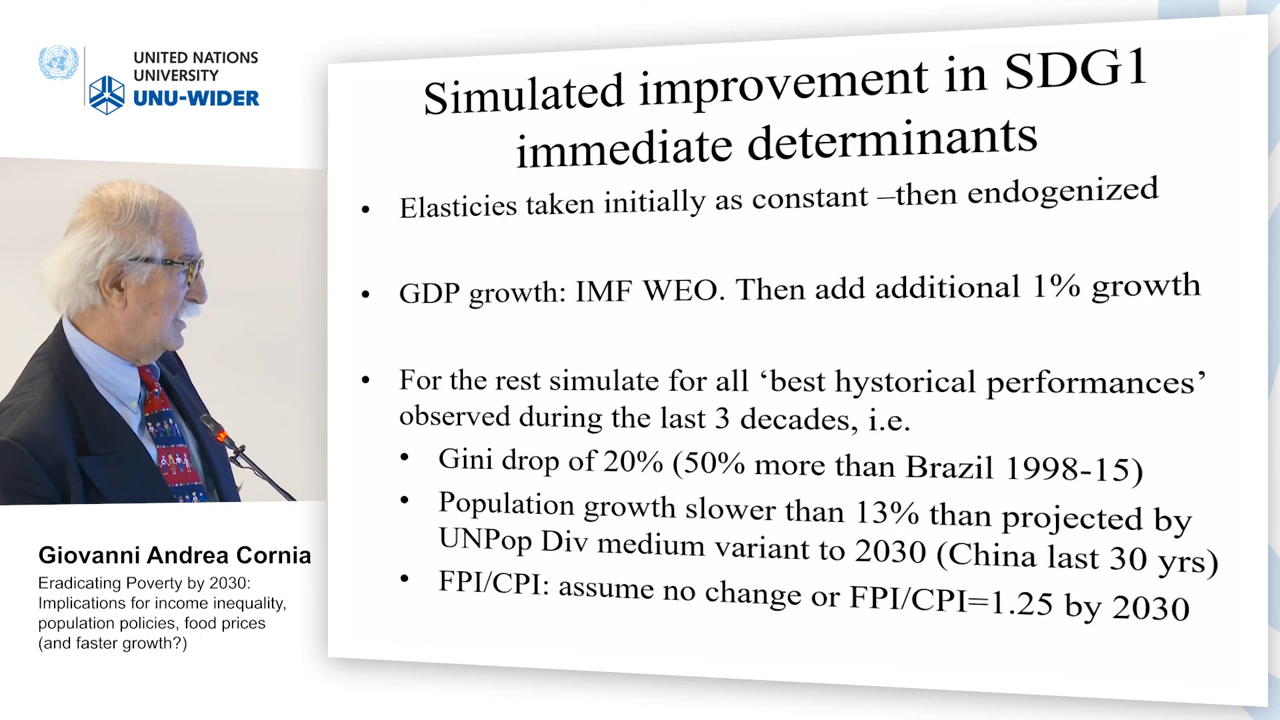 UNITED NATIONS
UNIVERSITY
UNU-WIDER
Simulated improvement in SDG1
immediate determinants
• Elasticies taken initially as constant –then endogenized
• GDP growth: IMF WEO. Then add additional 1% growth
• For the rest simulate for all ‘best hystorical performances’
observed during the last 3 decades, i.e.
• Gini drop of 20% (50% more than Brazil 1998-15)
• Population growth slower than 13% than projected by
UNPop Div medium variant to 2030 (China last 30 yrs)
• FPI/CPI: assume no change or FPI/CPI=1.25 by 2030
Giovanni Andrea Cornia
Eradicating Poverty by 2030:
Implications for income inequality,
population policies, food prices
(and faster growth?)